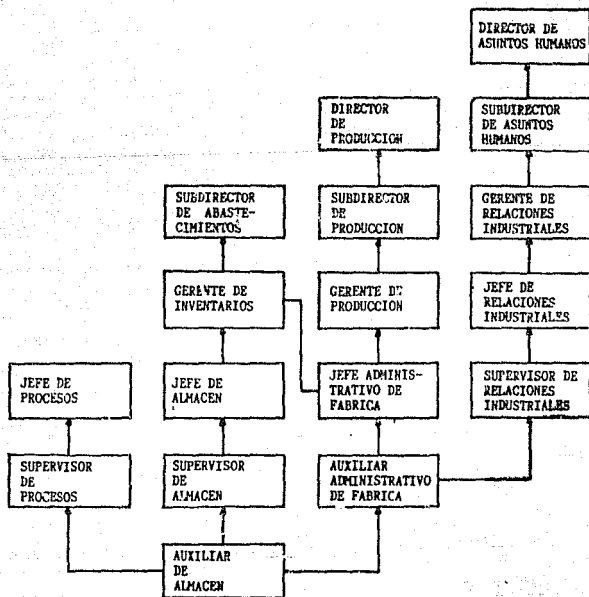 DIRECTOR DE
ASUNTOS HUMANOS
DIRECTOR
DE
PRODUCCION
SUBDIRECTOR
DE ASUNTOS
HUMANOS
SUBDIRECTOR
DE ABASTE-
CIMIENTOS
SUBDIRECTOR
DE
PRODUCCION
GERENTE DE
RELACIONES
INDUSTRIALES
GERENTE DE
INVENTARIOS
GERENTE DE
PRODUCCION
JEFE DE
RELACIONES
INDUSTRIALES
JEFE DE
PROCESOS
JEFE DE
ALMACEN
JEFE ADMINIS-
TRATIVO DE
FABRICA
SUPERVISOR DE
RELACIONES
INDUSTRIALES
SUPERVISOR
DE
PROCESOS
SUPERVISOR
DE
ALMACEN
AUXILIAR
ADMINISTRATIVO
DE FABRICA
AUXILIAR
DE
ALMACEN